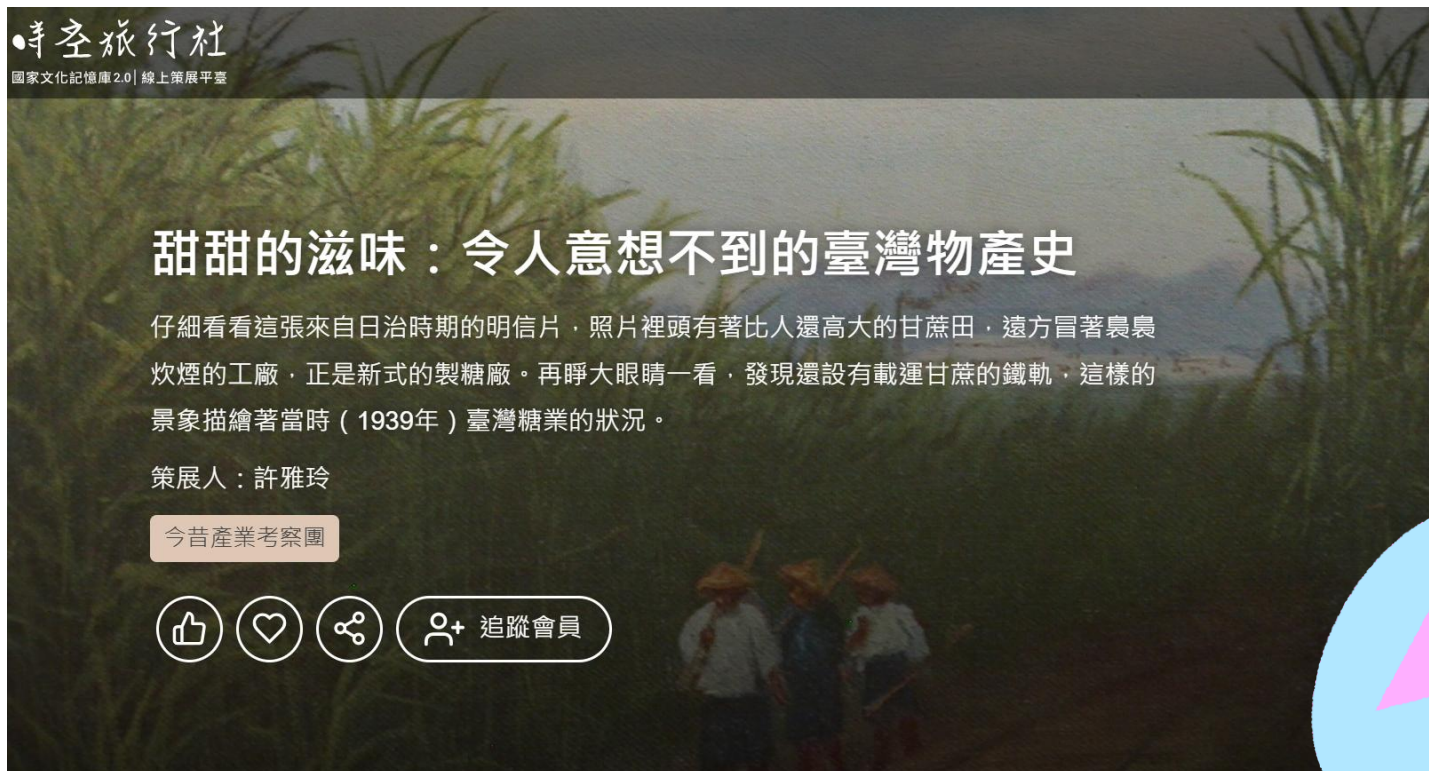 時空旅行社
國家文化記憶庫2.0| 線上策展平臺
甜甜的滋味：令人意想不到的臺灣物產史
仔細看看這張來自日治時期的明信片，照片裡頭有著比人還高大的甘蔗田，遠方冒著裊裊
炊煙的工廠，正是新式的製糖廠。再睜大眼睛一看，發現還設有載運甘蔗的鐵軌，這樣的
景象描繪著當時（1939年）臺灣糖業的狀況。
策展人：許雅玲
今昔產業考察團
追蹤會員